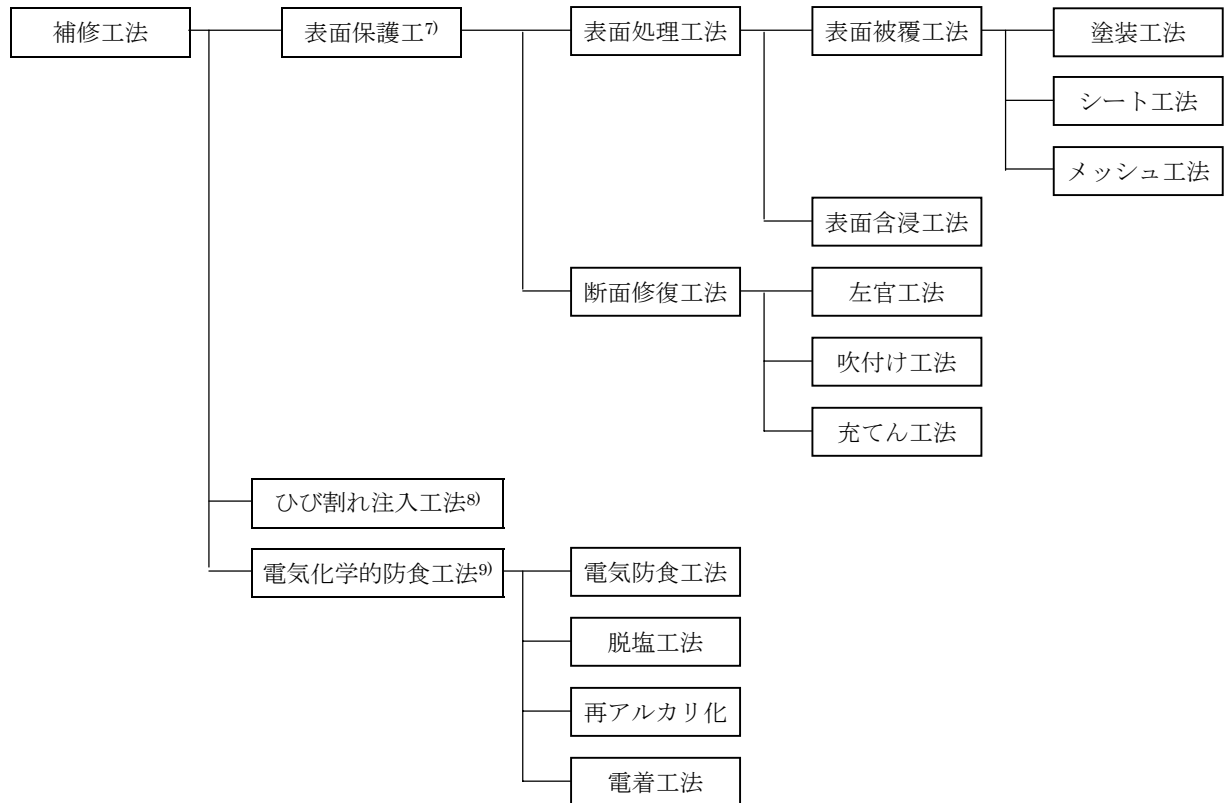 補修工法
表面保護工7)
表面処理工法
表面被覆工法
塗装工法
シート工法
メッシュ工法
表面含浸工法
断面修復工法
左官工法
吹付け工法
充てん工法
ひび割れ注入工法8)
電気化学的防食工法9)
電気防食工法
脱塩工法
再アルカリ化
電着工法